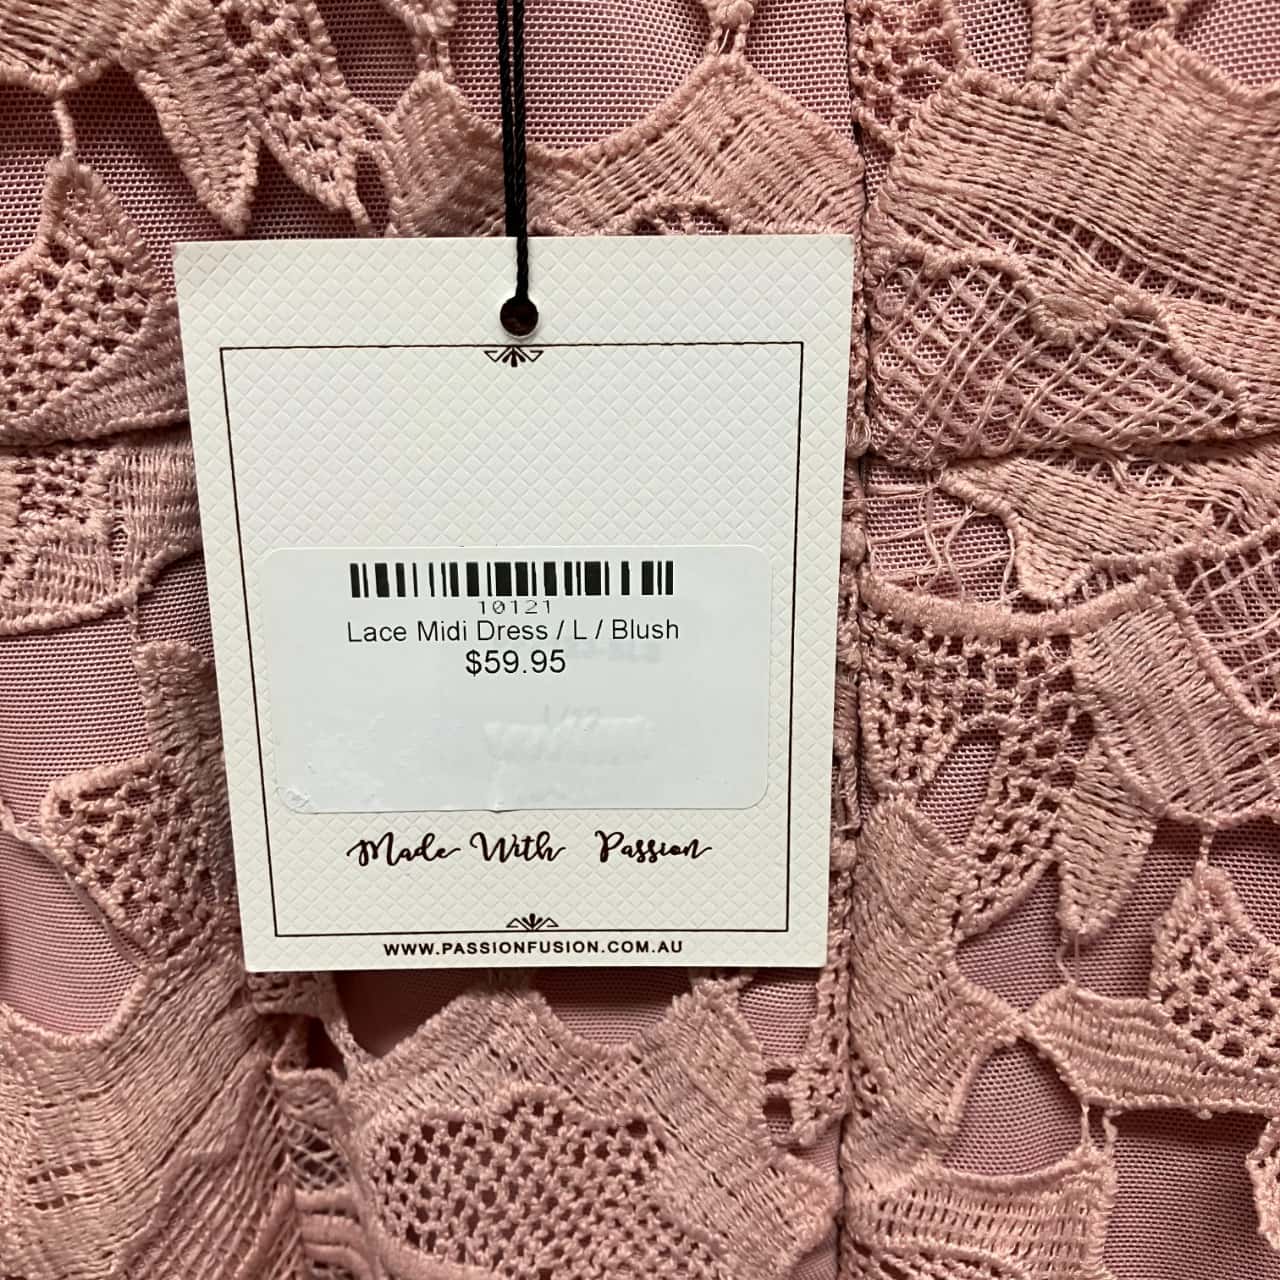 10121
Lace Midi Dress / L / Blush
$59.95
Made With Passion
WWW.PASSIONFUSION.COM.AU